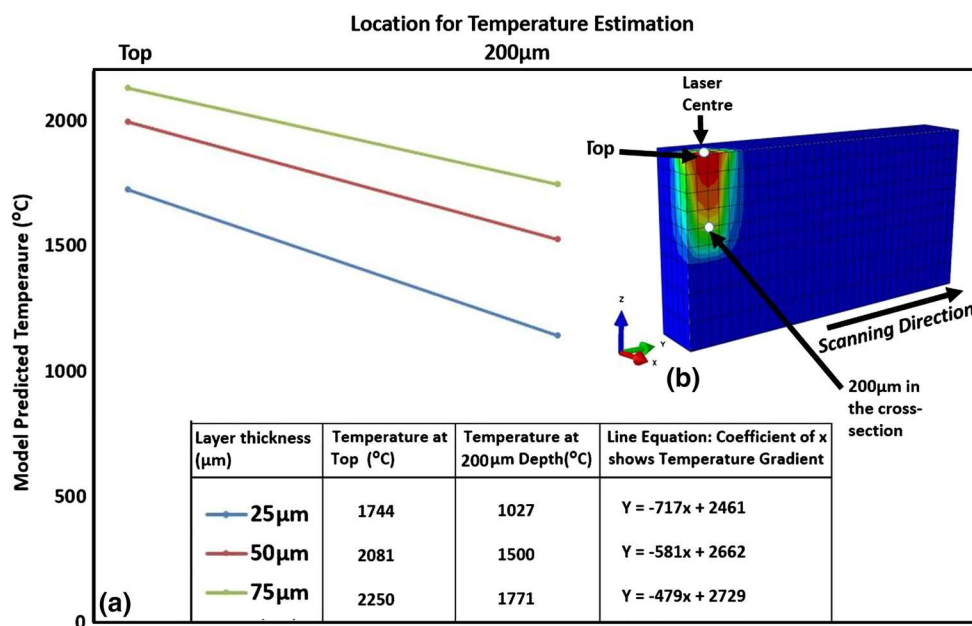 Location for Temperature Estimation
Top
200µm
Model Predicted Temperaure (°C)
2000
1500
1000
500
0
(a)
Laser
Centre
Top
Z
Y
X
(b)
Scanning Direction
200µm in
the cross-
section
Layer thickness
(µm)
Temperature at
Top (°C)
Temperature at
200µm Depth(°C)
Line Equation: Coefficient of x
shows Temperature Gradient
25µm 1744 1027 Y = -717x + 2461
50µm 2081 1500 Y = -581x + 2662
75µm 2250 1771 Y = -479x + 2729